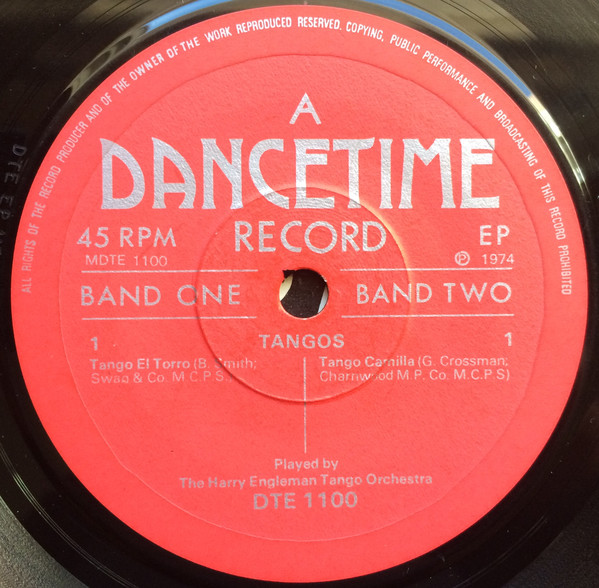 ALL RIGHTS OF THE RECORD PRODUCER AND OF THE OWNER OF THE WORK REPRODUCED RESERVED. COPYING, PUBLIC PERFORMANCE AND BROADCASTING OF THIS RECORD PROHIBITED
A
DANCETIME
45 RPM RECORD EP
MDTE 1100 Ⓟ 1974
BAND ONE BAND TWO
1 TANGOS 1
Tango El Torro (B. Smith; Tango Camilla (G. Crossman;
Swan & Co. M.C.P.S. Charnwood M.P. Co. M.C.P.S)
Played by
The Harry Engleman Tango Orchestra
DTE 1100